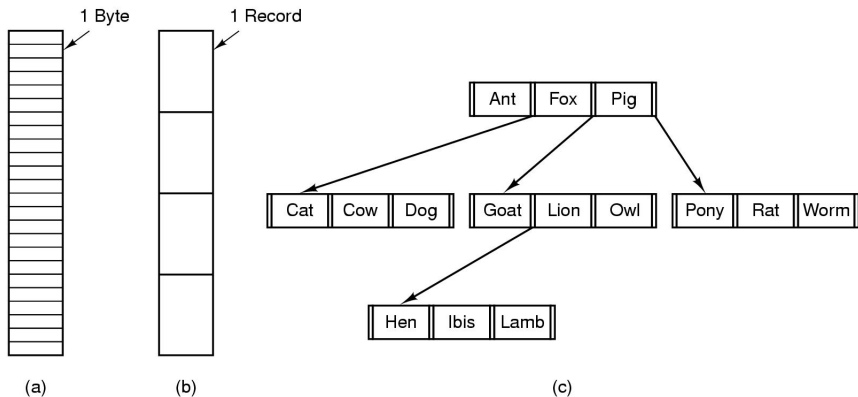 1 Byte
1 Record
Ant Fox Pig
Cat Cow Dog
Goat Lion Owl
Pony Rat Worm
Hen Ibis Lamb
(a)
(b)
(c)